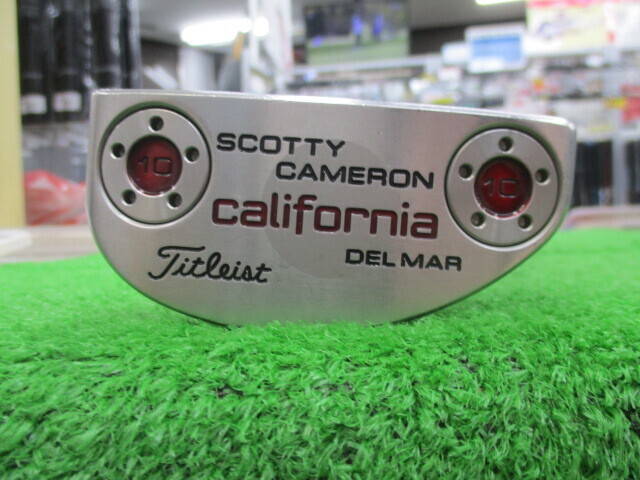 SCOTTY
CAMERON
california
DEL MAR
Titleist
10
10